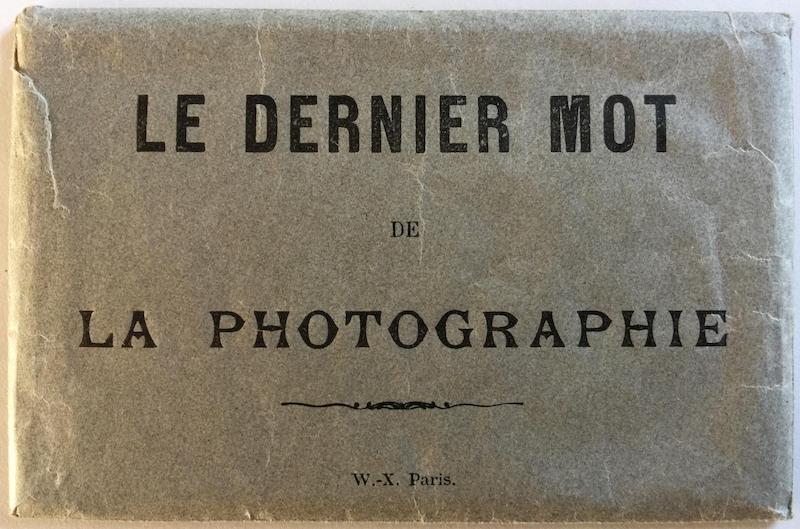 LE DERNIER MOT
DE
LA PHOTOGRAPHIE
W.-X. Paris.